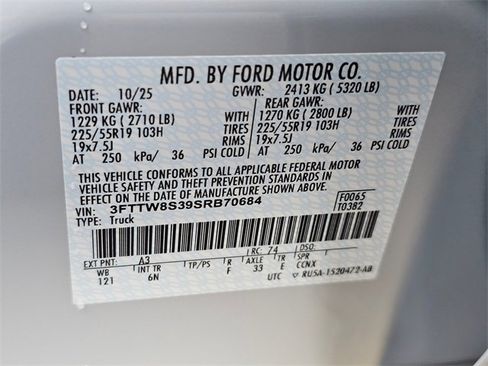 MFD. BY FORD MOTOR CO.
DATE: 10/25 GVWR: 2413 KG ( 5320 LB)
FRONT GAWR: REAR GAWR:
1229 KG ( 2710 LB) WITH 1270 KG ( 2800 LB) WITH
225/55R19 103H TIRES 225/55R19 103H TIRES
19x7.5J RIMS 19x7.5J RIMS
AT 250 kPa/ 36 PSI COLD AT 250 kPa/ 36 PSI COLD
THIS VEHICLE CONFORMS TO ALL APPLICABLE FEDERAL MOTOR
VEHICLE SAFETY AND THEFT PREVENTION STANDARDS IN
EFFECT ON THE DATE OF MANUFACTURE SHOWN ABOVE.
VIN: 3FTTW8S39SRB70684 F0065
TYPE: Truck T0382
EXT PNT: A3 RC: 74 DSO:
WB INT TR TP/PS R AXLE TR SPR
121 6N F 33 E CCNX
UTC RU5A-1520472-AB